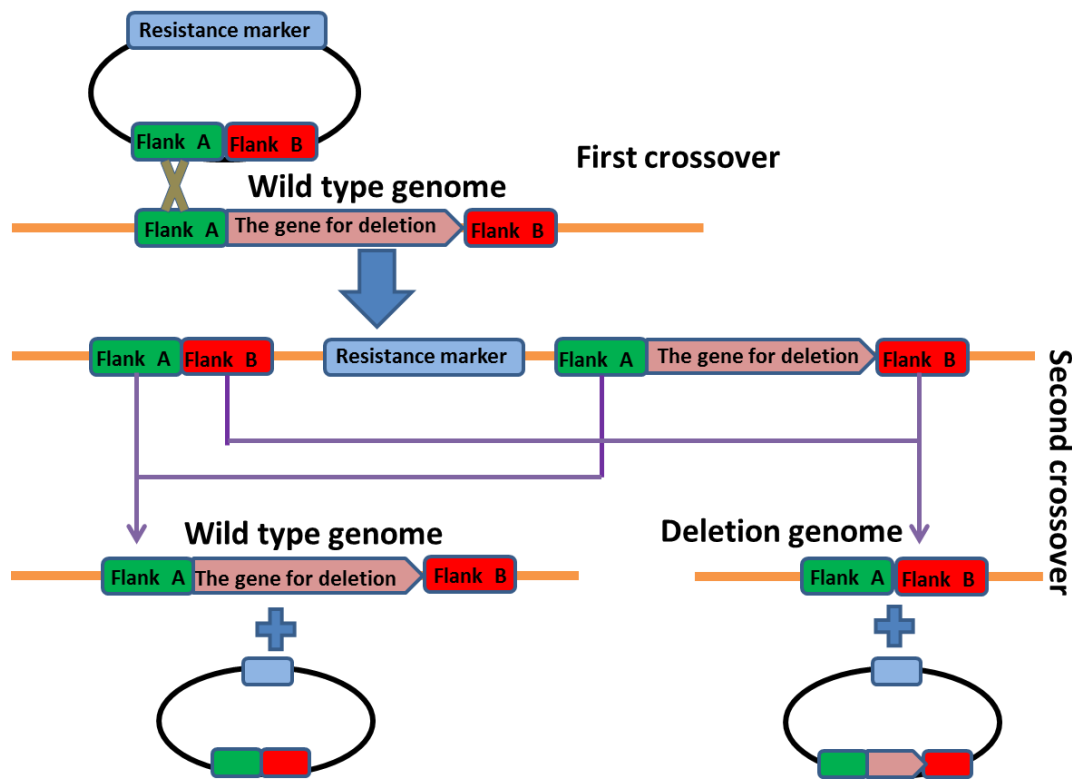 Resistance marker
Flank A
Flank B
First crossover
Wild type genome
Flank A
The gene for deletion
Flank B
Flank A
Flank B
Resistance marker
Flank A
The gene for deletion
Flank B
Second crossover
Wild type genome
Deletion genome
Flank A
The gene for deletion
Flank B
Flank A
Flank B